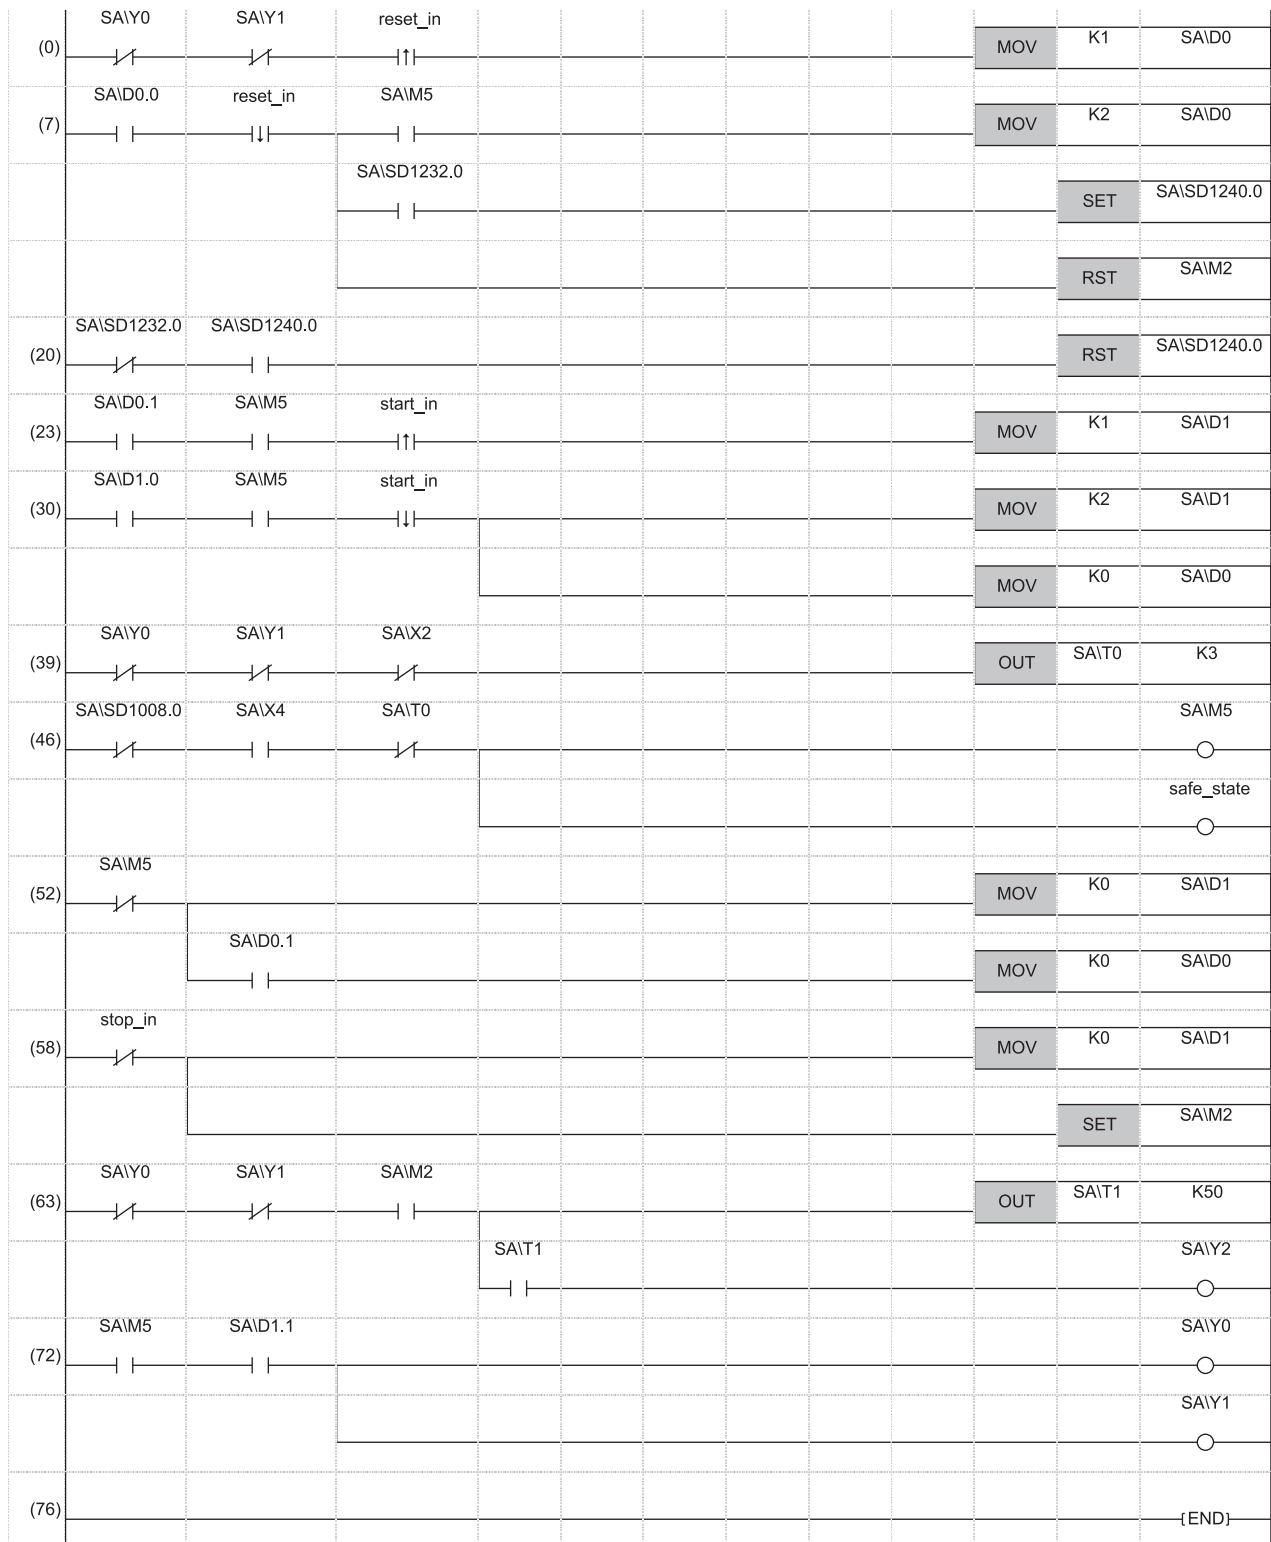 SA\Y0 SA\Y1 reset_in
(0) MOV K1 SA\D0
SA\D0.0 reset_in SA\M5
(7) MOV K2 SA\D0
SA\SD1232.0
SET SA\SD1240.0
RST SA\M2
SA\SD1232.0 SA\SD1240.0
(20) RST SA\SD1240.0
SA\D0.1 SA\M5 start_in
(23) MOV K1 SA\D1
SA\D1.0 SA\M5 start_in
(30) MOV K2 SA\D1
MOV K0 SA\D0
SA\Y0 SA\Y1 SA\X2
(39) OUT SA\T0 K3
SA\SD1008.0 SA\X4 SA\T0 SA\M5
(46)
safe_state
SA\M5
(52) MOV K0 SA\D1
SA\D0.1
MOV K0 SA\D0
stop_in
(58) MOV K0 SA\D1
SET SA\M2
SA\Y0 SA\Y1 SA\M2
(63) OUT SA\T1 K50
SA\T1 SA\Y2
SA\M5 SA\D1.1 SA\Y0
(72)
SA\Y1
(76) [END]